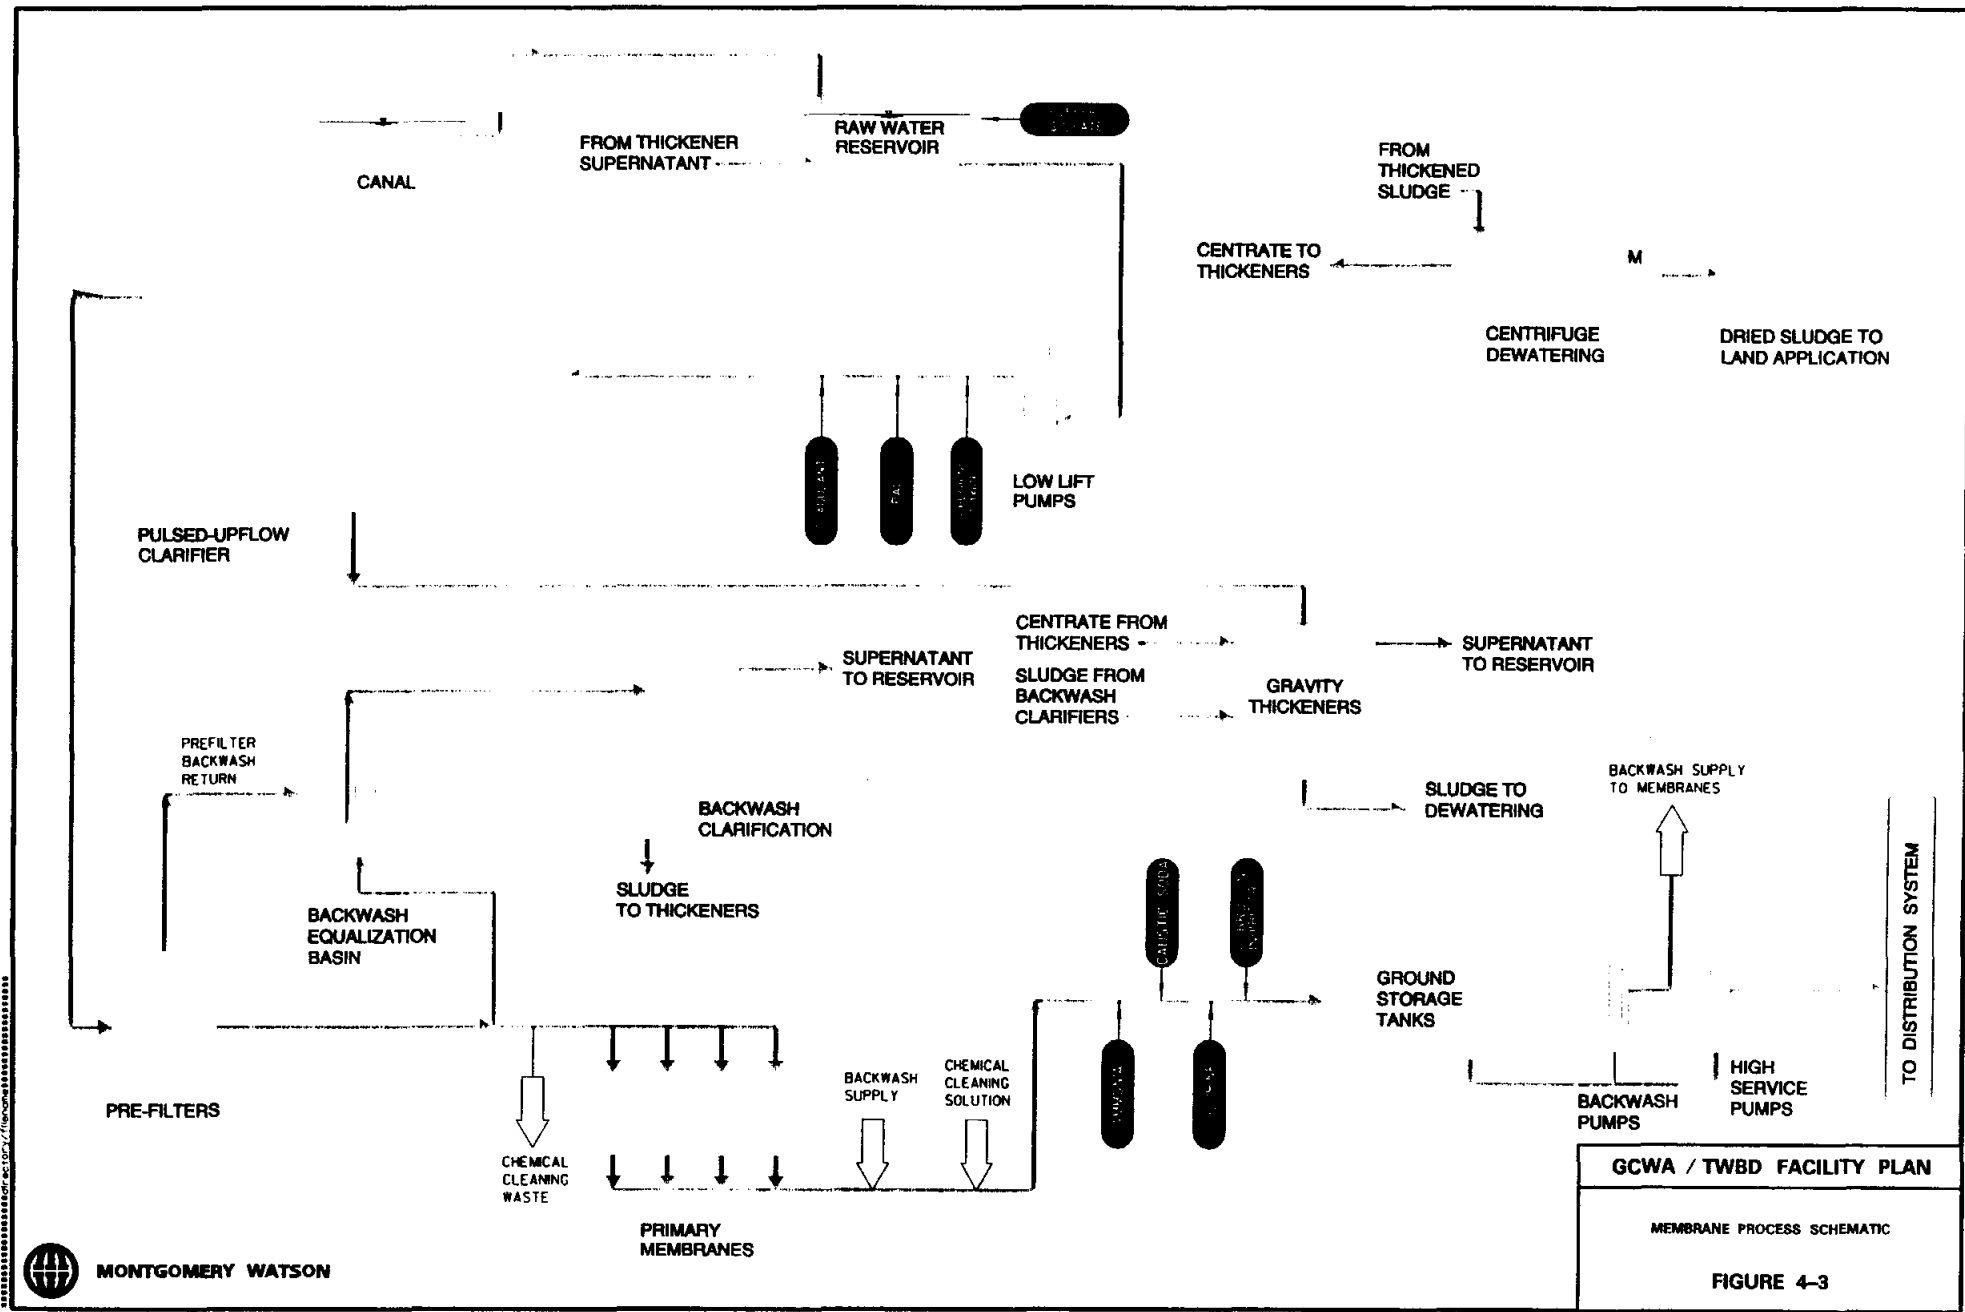 FROM THICKENER
SUPERNATANT
RAW WATER
RESERVOIR
CANAL
FROM
THICKENED
SLUDGE
CENTRATE TO
THICKENERS
M
CENTRIFUGE
DEWATERING
DRIED SLUDGE TO
LAND APPLICATION
LOW LIFT
PUMPS
PULSED-UPFLOW
CLARIFIER
CENTRATE FROM
THICKENERS
SUPERNATANT
TO RESERVOIR
SLUDGE FROM
BACKWASH
CLARIFIERS
GRAVITY
THICKENERS
SUPERNATANT
TO RESERVOIR
PREFILTER
BACKWASH
RETURN
BACKWASH
CLARIFICATION
SLUDGE TO
DEWATERING
BACKWASH SUPPLY
TO MEMBRANES
SLUDGE
TO THICKENERS
BACKWASH
EQUALIZATION
BASIN
CAUSTIC SODA
GROUND
STORAGE
TANKS
TO DISTRIBUTION SYSTEM
PRE-FILTERS
CHEMICAL
CLEANING
WASTE
BACKWASH
SUPPLY
CHEMICAL
CLEANING
SOLUTION
AMMONIA
BACKWASH
PUMPS
HIGH
SERVICE
PUMPS
PRIMARY
MEMBRANES
MONTGOMERY WATSON
GCWA / TWBD FACILITY PLAN
MEMBRANE PROCESS SCHEMATIC
FIGURE 4-3